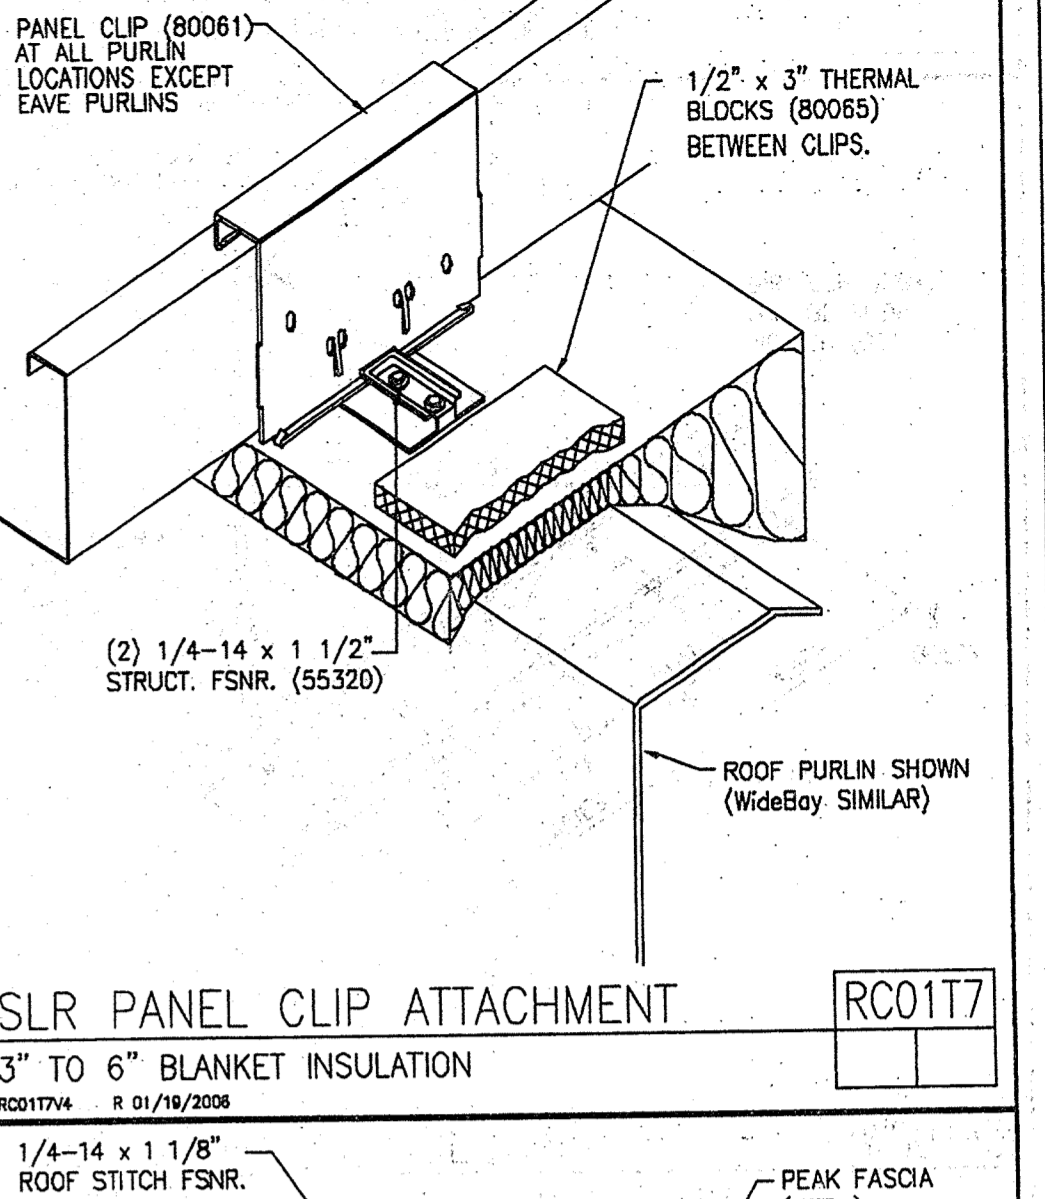 PANEL CLIP (80061)
AT ALL PURLIN
LOCATIONS EXCEPT
EAVE PURLINS
1/2" x 3" THERMAL
BLOCKS (80065)
BETWEEN CLIPS.
(2) 1/4-14 x 1 1/2"
STRUCT. FSNR. (55320)
ROOF PURLIN SHOWN
(WideBay SIMILAR)
SLR PANEL CLIP ATTACHMENT
RC01T7
3" TO 6" BLANKET INSULATION
RC01T7V4 R 01/19/2006
1/4-14 x 1 1/8"
ROOF STITCH FSNR.
PEAK FASCIA